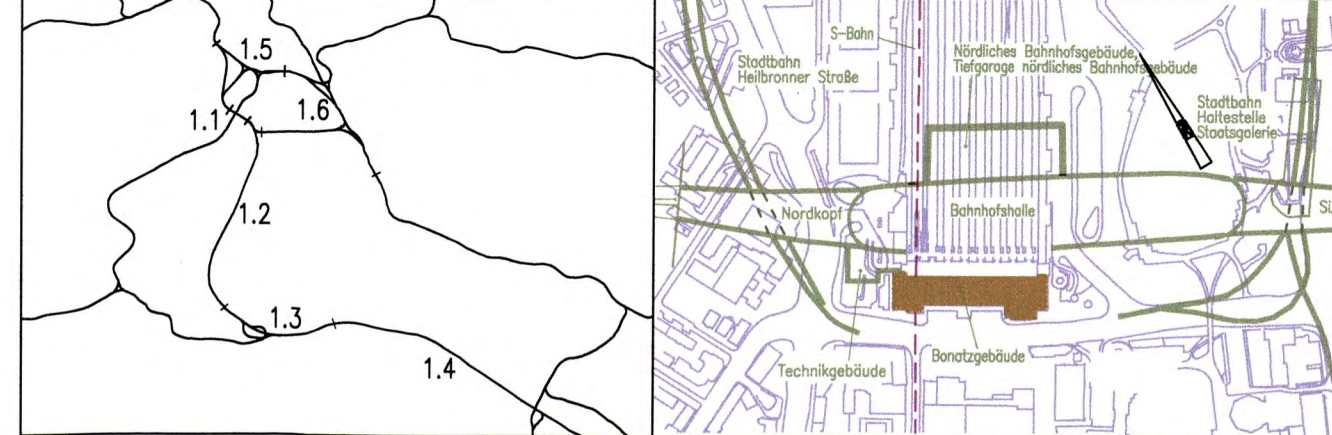 1.5
1.6
1.1
1.2
1.3
1.4
S-Bahn
Nördliches Bahnhofsgebäude,
Tiefgarage nördliches Bahnhofsgebäude
Stadtbahn
Heilbronner Straße
Stadtbahn
Haltestelle
Staatsgalerie
Nordkopf
Bahnhofshalle
Technikgebäude
Bonatzgebäude